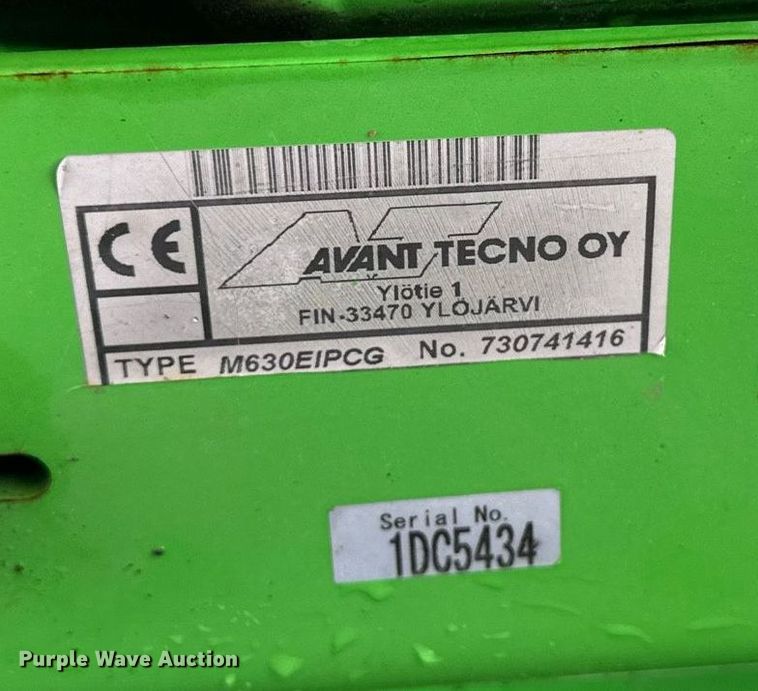 CE
AVANT TECNO OY
Ylötie 1
FIN-33470 YLÖJÄRVI
TYPE M630EIPCG No. 730741416
Serial No.
1DC5434
Purple Wave Auction